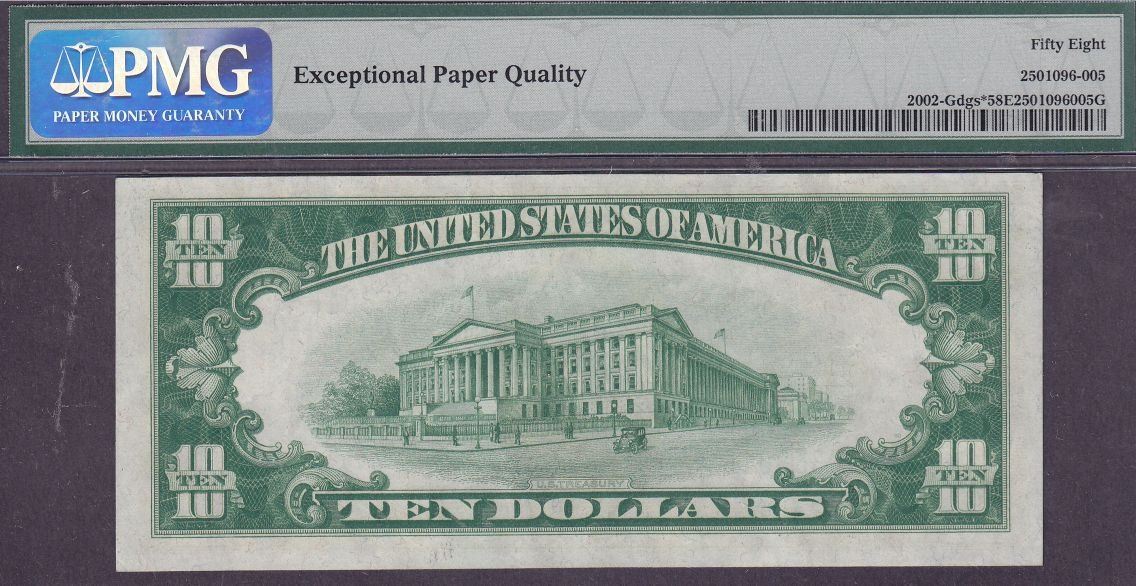 PMG
PAPER MONEY GUARANTY
Exceptional Paper Quality
Fifty Eight
2501096-005
2002-Gdgs*58E2501096005G
THE UNITED STATES OF AMERICA
10
TEN
10
10
TEN
10
10
TEN
10
10
TEN
10
U.S. TREASURY
TEN DOLLARS